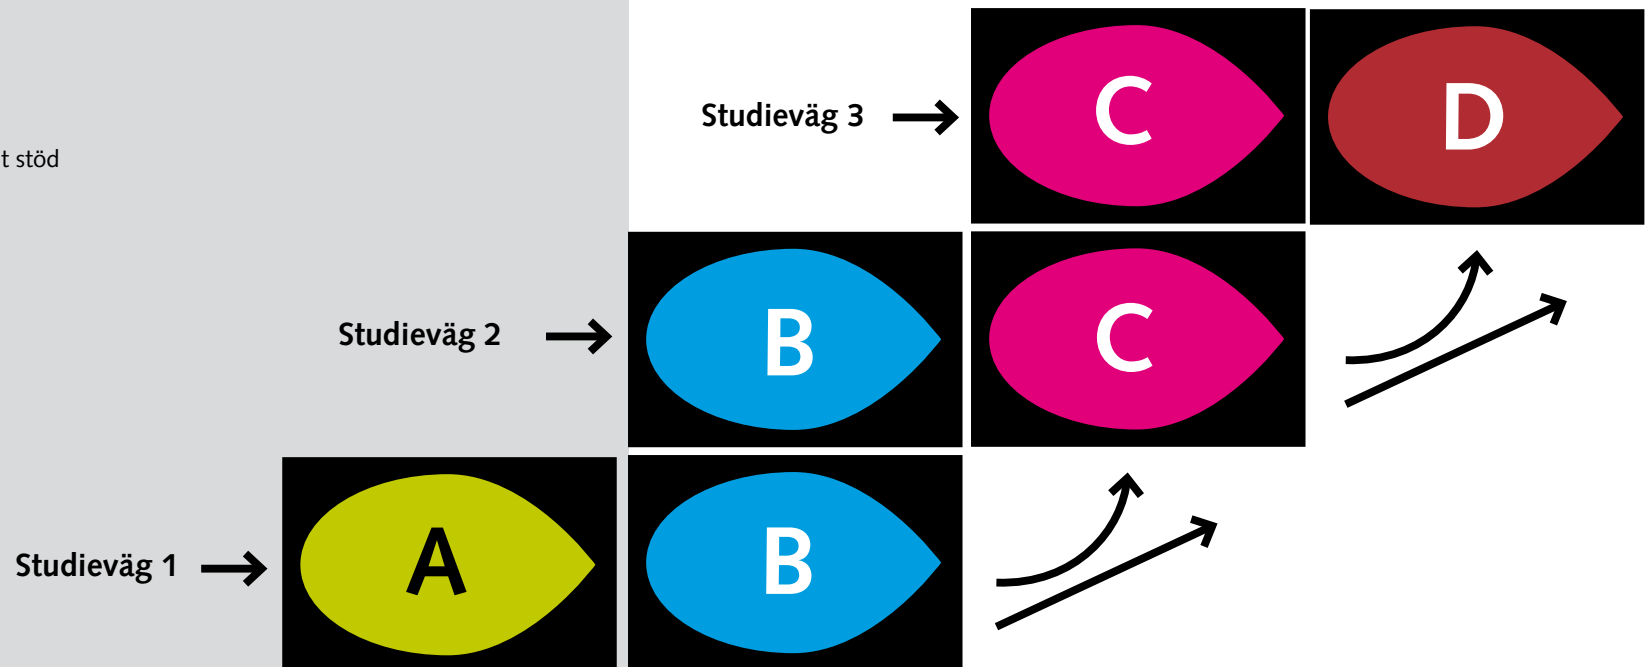 Studieväg 3 C D
t stöd
Studieväg 2 B C
Studieväg 1 A B